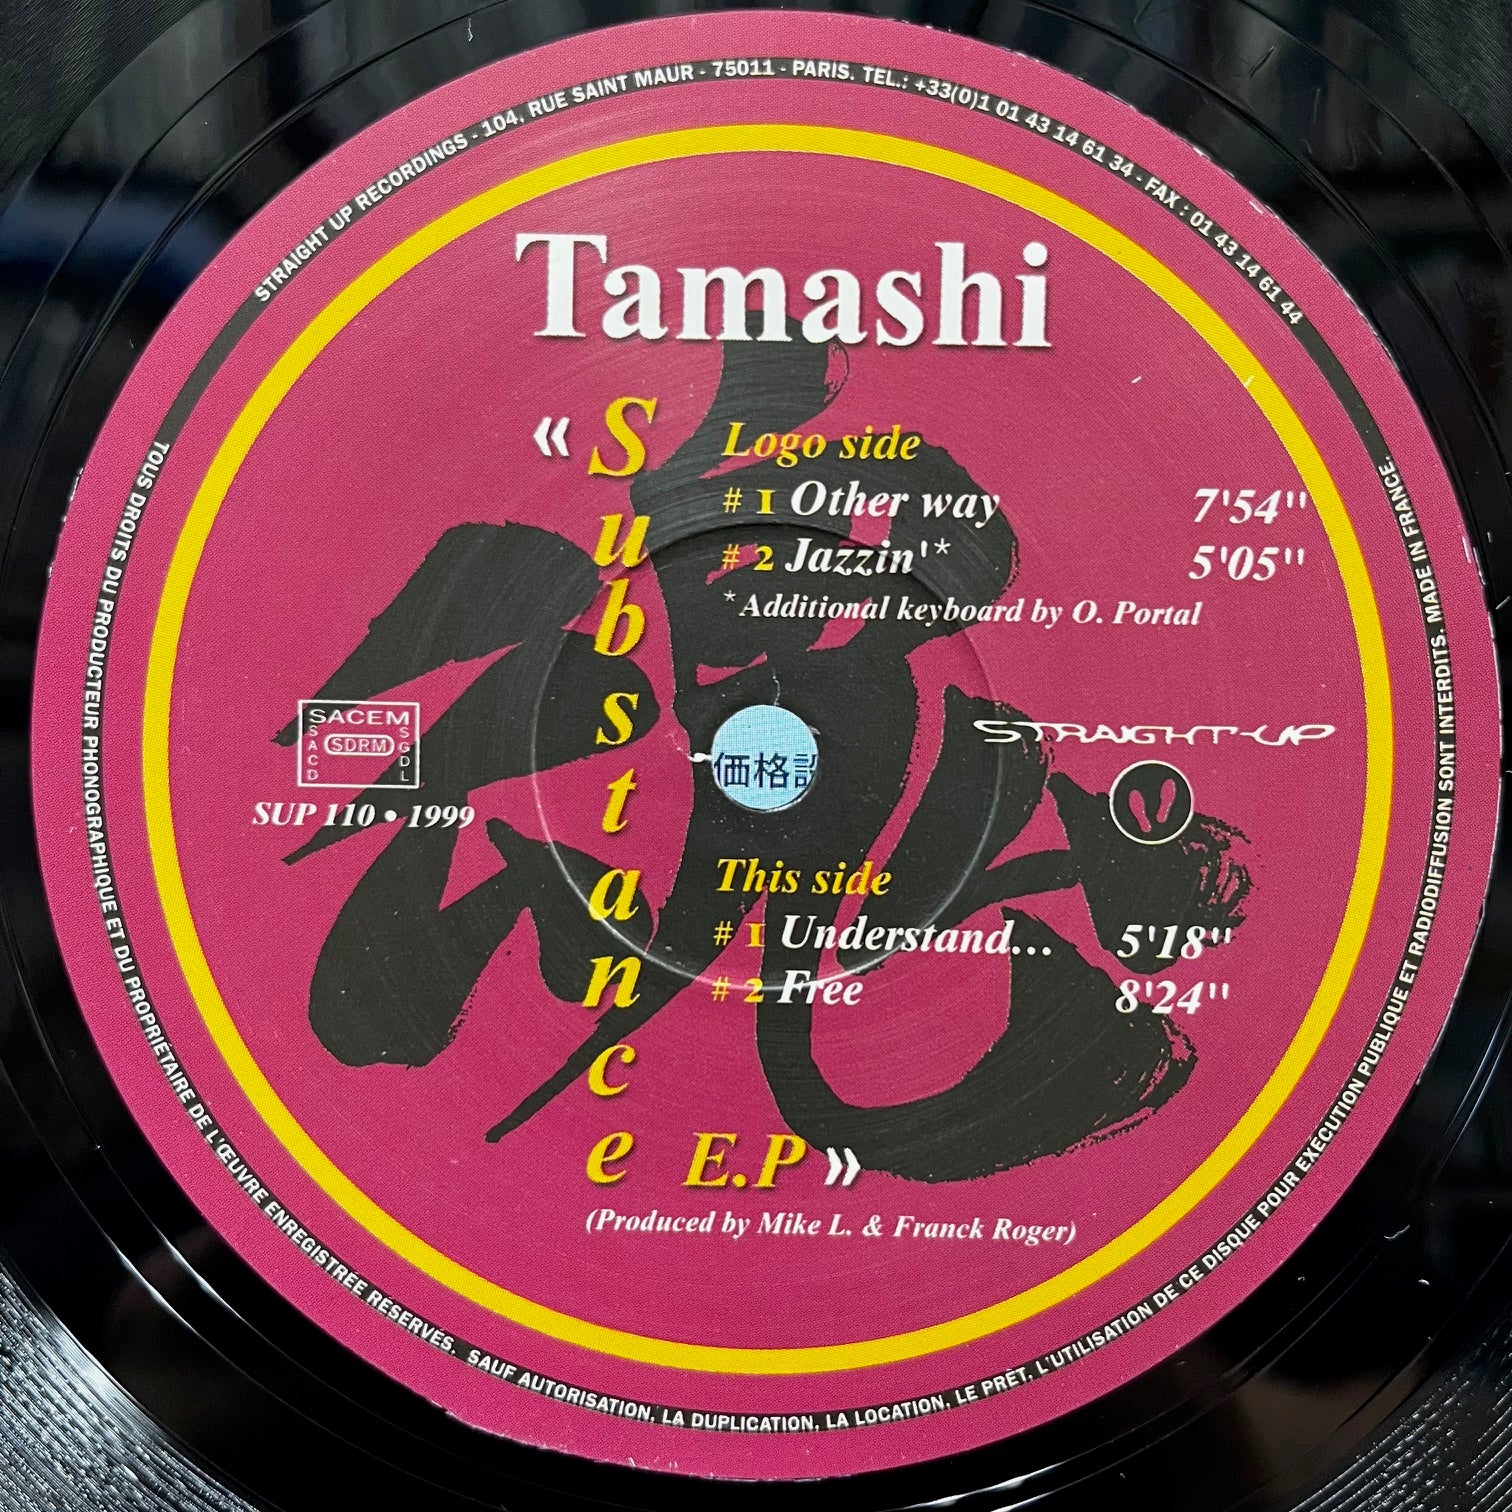 STRAIGHT UP RECORDINGS - 104, RUE SAINT MAUR - 75011 - PARIS. TEL.: +33(0)1 01 43 14 61 34 - FAX : 01 43 14 61 44
Tamashi
« Substance E.P »
Logo side
# 1 Other way 7'54''
# 2 Jazzin'* 5'05''
*Additional keyboard by O. Portal
SACEM
SACD
SDRM
SGDL
SUP 110 • 1999
STRAIGHT-UP
価格
This side
# 1 Understand... 5'18''
# 2 Free 8'24''
(Produced by Mike L. & Franck Roger)
TOUS DROITS DU PRODUCTEUR PHONOGRAPHIQUE ET DU PROPRIÉTAIRE DE L'ŒUVRE ENREGISTREE RESERVES. SAUF AUTORISATION, LA DUPLICATION, LA LOCATION, LE PRÊT, L'UTILISATION DE CE DISQUE POUR EXECUTION PUBLIQUE ET RADIODIFFUSION SONT INTERDITS. MADE IN FRANCE.